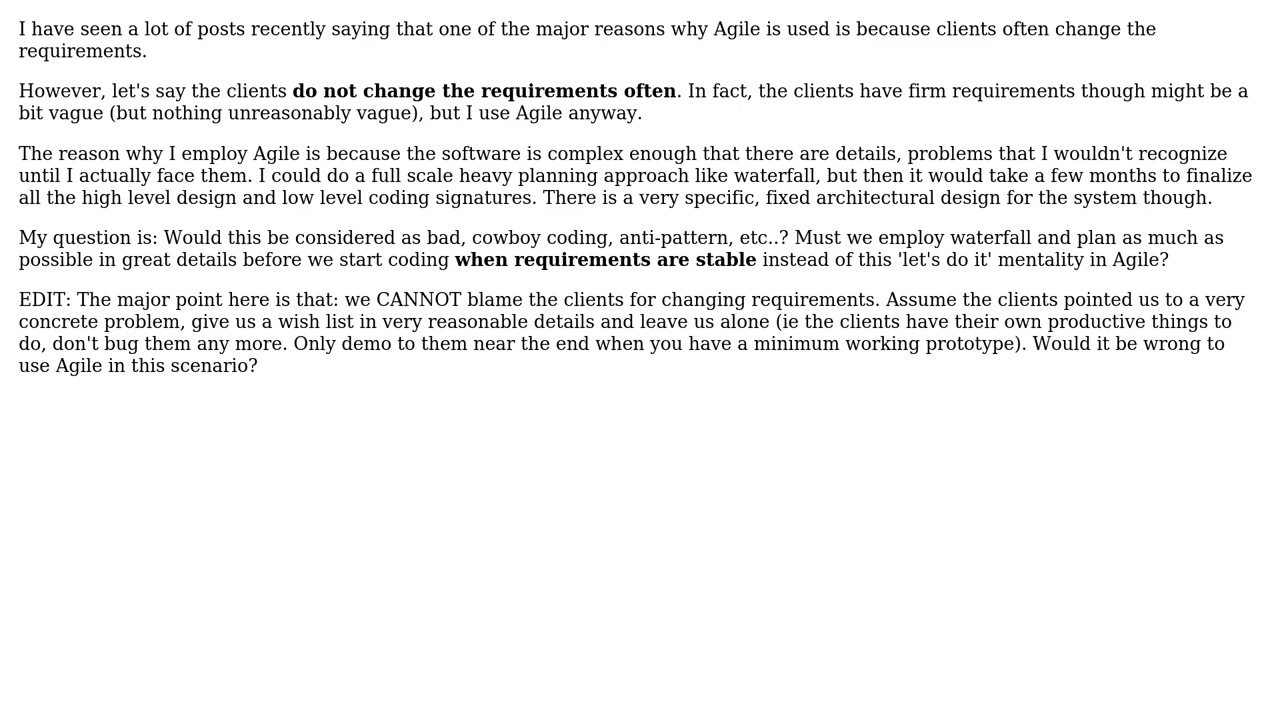 I have seen a lot of posts recently saying that one of the major reasons why Agile is used is because clients often change the
requirements.
However, let's say the clients do not change the requirements often. In fact, the clients have firm requirements though might be a
bit vague (but nothing unreasonably vague), but I use Agile anyway.
The reason why I employ Agile is because the software is complex enough that there are details, problems that I wouldn't recognize
until I actually face them. I could do a full scale heavy planning approach like waterfall, but then it would take a few months to finalize
all the high level design and low level coding signatures. There is a very specific, fixed architectural design for the system though.
My question is: Would this be considered as bad, cowboy coding, anti-pattern, etc..? Must we employ waterfall and plan as much as
possible in great details before we start coding when requirements are stable instead of this 'let's do it' mentality in Agile?
EDIT: The major point here is that: we CANNOT blame the clients for changing requirements. Assume the clients pointed us to a very
concrete problem, give us a wish list in very reasonable details and leave us alone (ie the clients have their own productive things to
do, don't bug them any more. Only demo to them near the end when you have a minimum working prototype). Would it be wrong to
use Agile in this scenario?